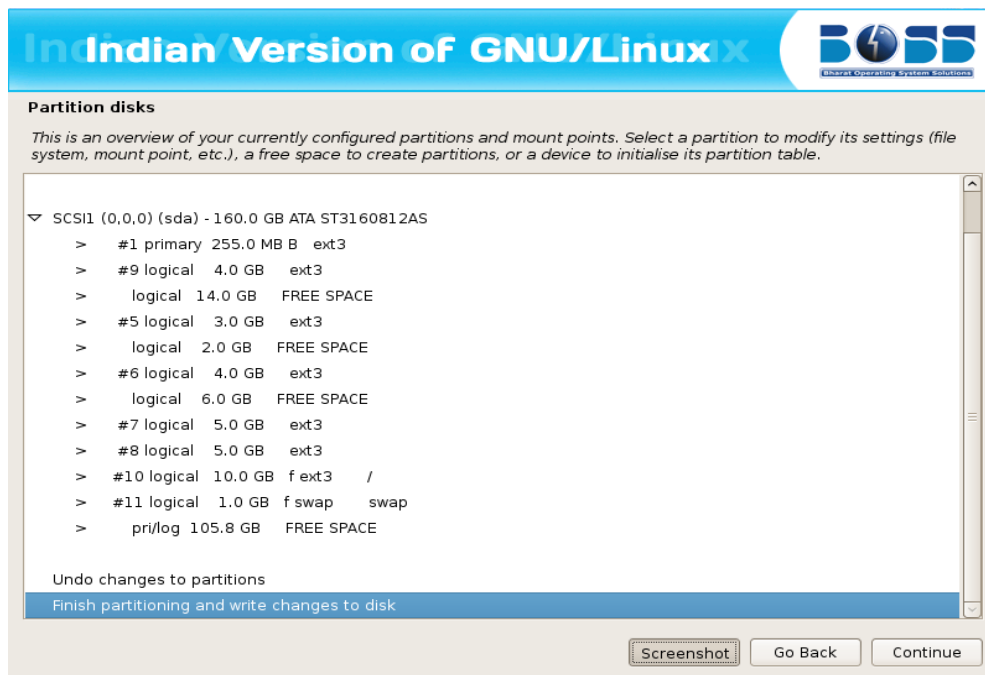 Indian Version of GNU/Linux
BOSS
Bharat Operating System Solutions
Partition disks
This is an overview of your currently configured partitions and mount points. Select a partition to modify its settings (file
system, mount point, etc.), a free space to create partitions, or a device to initialise its partition table.
SCSI1 (0,0,0) (sda) - 160.0 GB ATA ST3160812AS
> #1 primary 255.0 MB B ext3
> #9 logical 4.0 GB ext3
> logical 14.0 GB FREE SPACE
> #5 logical 3.0 GB ext3
> logical 2.0 GB FREE SPACE
> #6 logical 4.0 GB ext3
> logical 6.0 GB FREE SPACE
> #7 logical 5.0 GB ext3
> #8 logical 5.0 GB ext3
> #10 logical 10.0 GB f ext3 /
> #11 logical 1.0 GB f swap swap
> pri/log 105.8 GB FREE SPACE
Undo changes to partitions
Finish partitioning and write changes to disk
Screenshot Go Back Continue